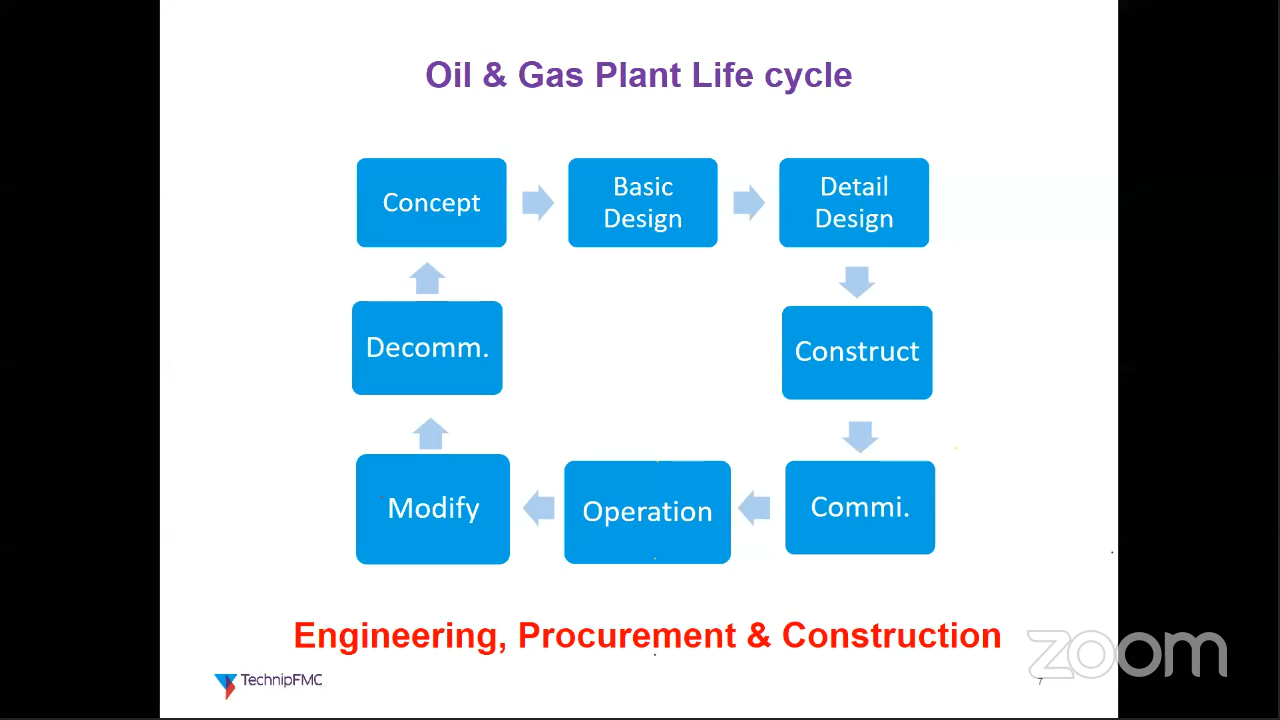 Oil & Gas Plant Life cycle
Concept
Basic
Design
Detail
Design
Construct
Commi.
Operation
Modify
Decomm.
Engineering, Procurement & Construction
TechnipFMC
7
zoom